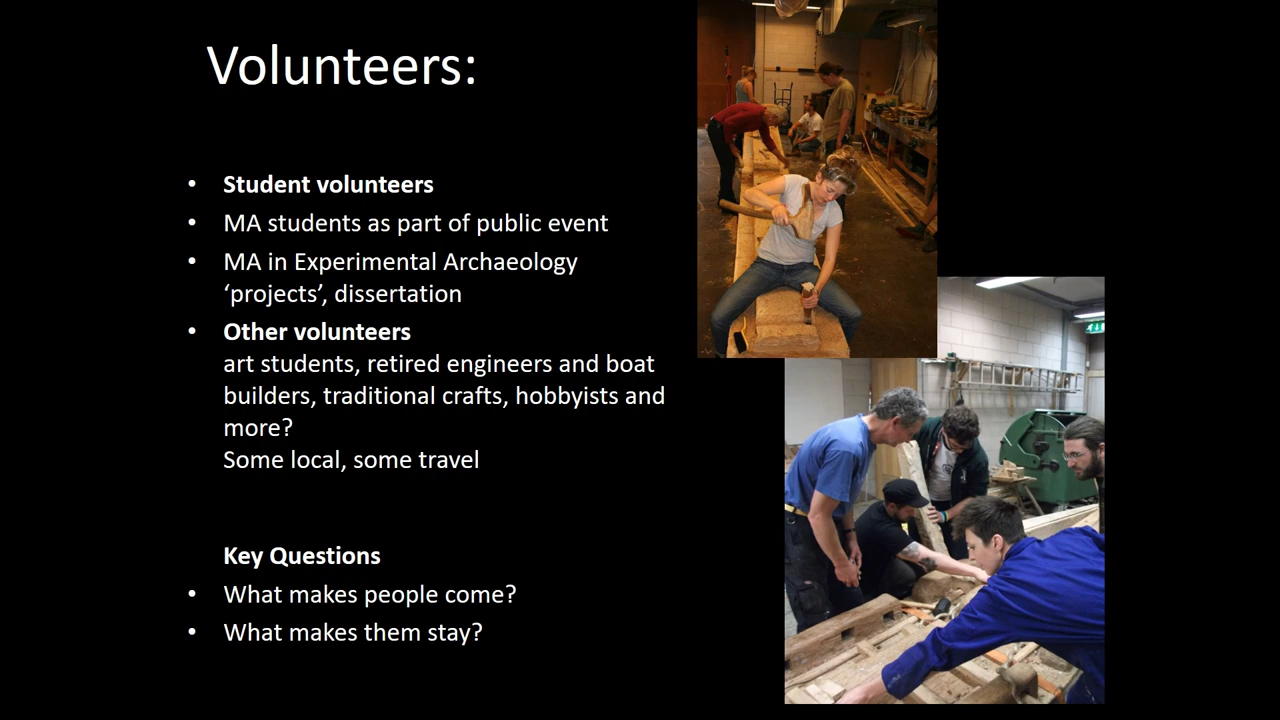 Volunteers:
• Student volunteers
• MA students as part of public event
• MA in Experimental Archaeology
‘projects’, dissertation
• Other volunteers
art students, retired engineers and boat
builders, traditional crafts, hobbyists and
more?
Some local, some travel
Key Questions
• What makes people come?
• What makes them stay?